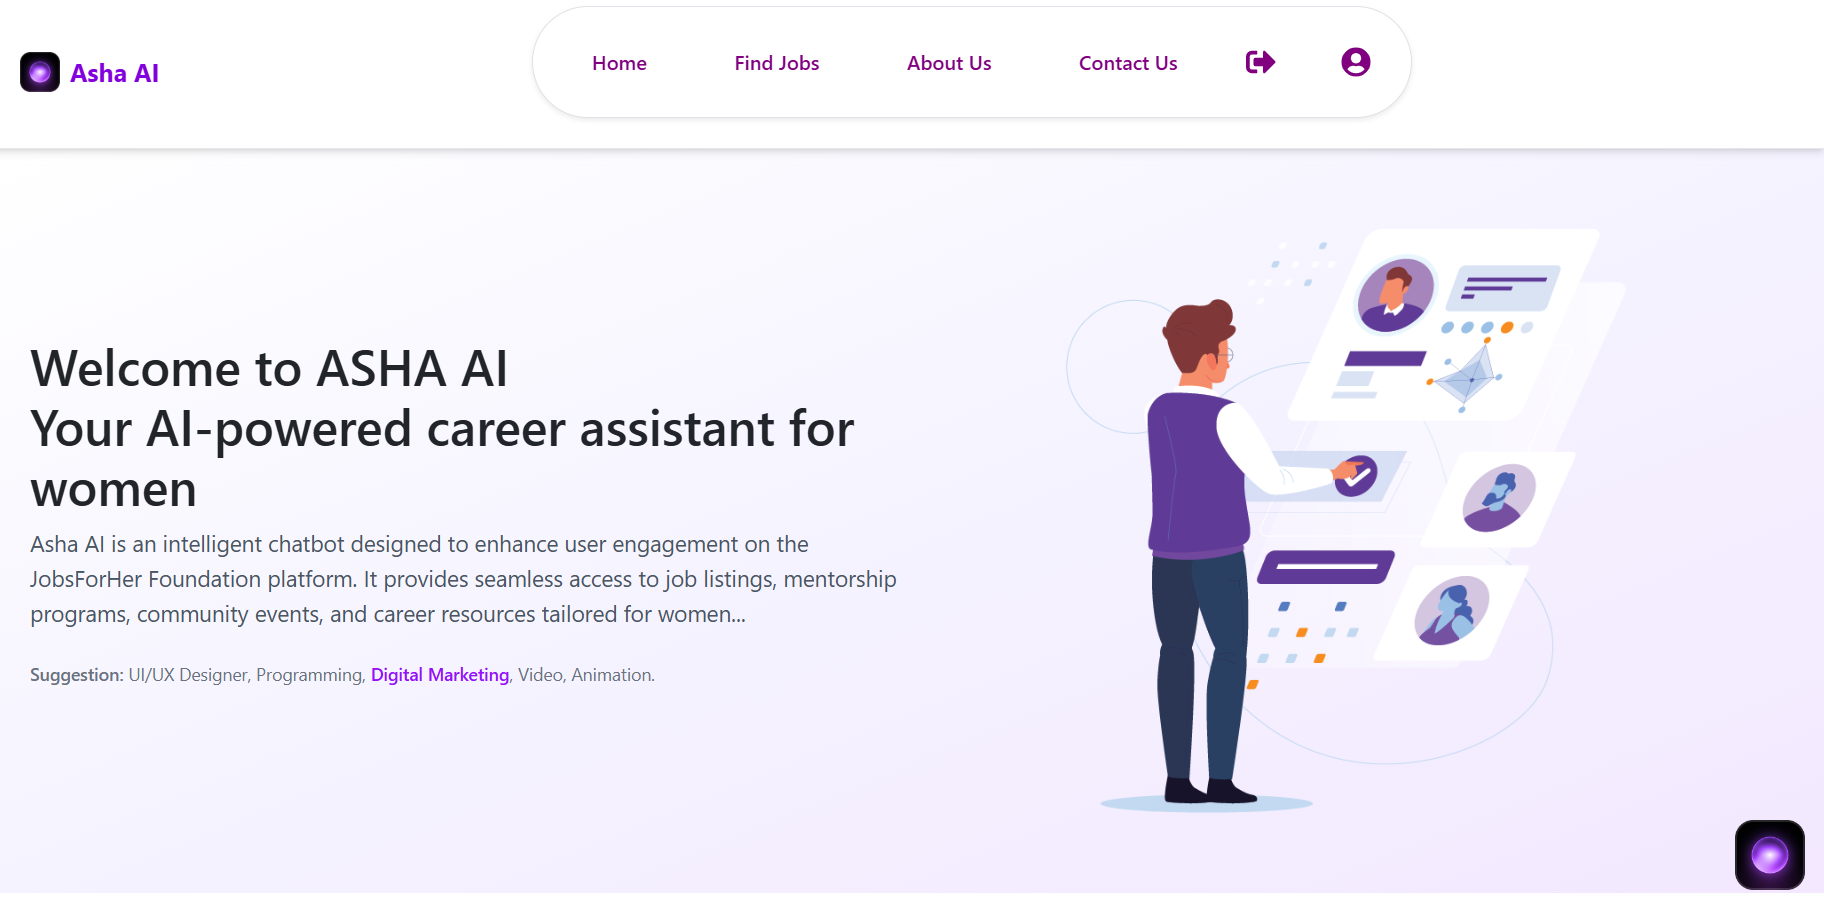 Asha AI
Home
Find Jobs
About Us
Contact Us
Welcome to ASHA AI
Your AI-powered career assistant for
women
Asha AI is an intelligent chatbot designed to enhance user engagement on the
JobsForHer Foundation platform. It provides seamless access to job listings, mentorship
programs, community events, and career resources tailored for women...
Suggestion: UI/UX Designer, Programming, Digital Marketing, Video, Animation.